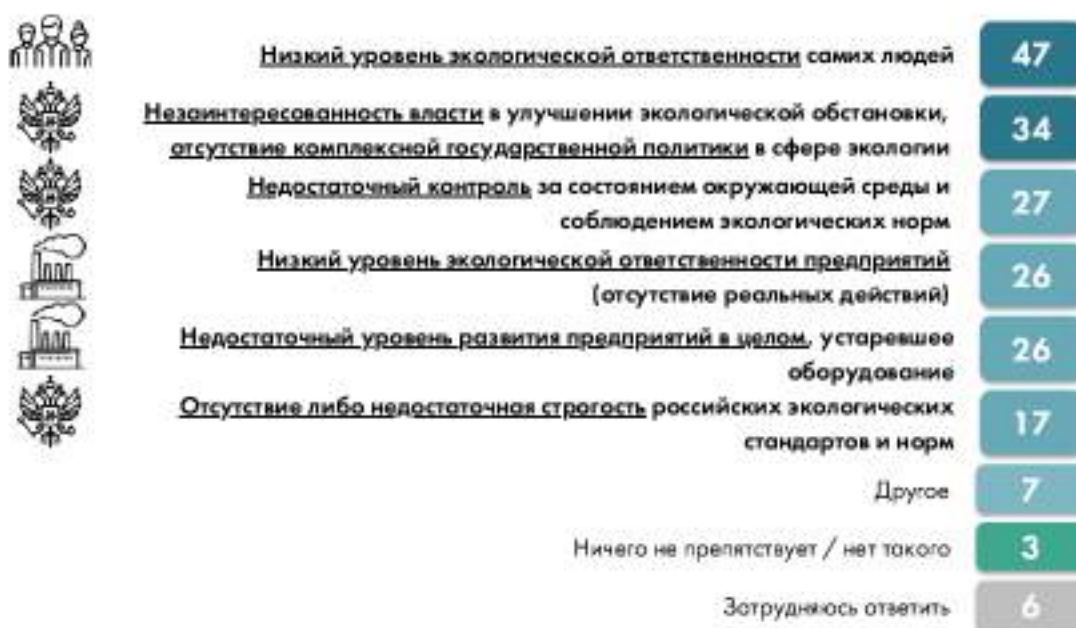 Низкий уровень экологической ответственности самих людей 47
Незаинтересованность власти в улучшении экологической обстановки,
отсутствие комплексной государственной политики в сфере экологии 34
Недостаточный контроль за состоянием окружающей среды и
соблюдением экологических норм 27
Низкий уровень экологической ответственности предприятий
(отсутствие реальных действий) 26
Недостаточный уровень развития предприятий в целом, устаревшее
оборудование 26
Отсутствие либо недостаточная строгость российских экологических
стандартов и норм 17
Другое 7
Ничего не препятствует / нет такого 3
Затрудняюсь ответить 6